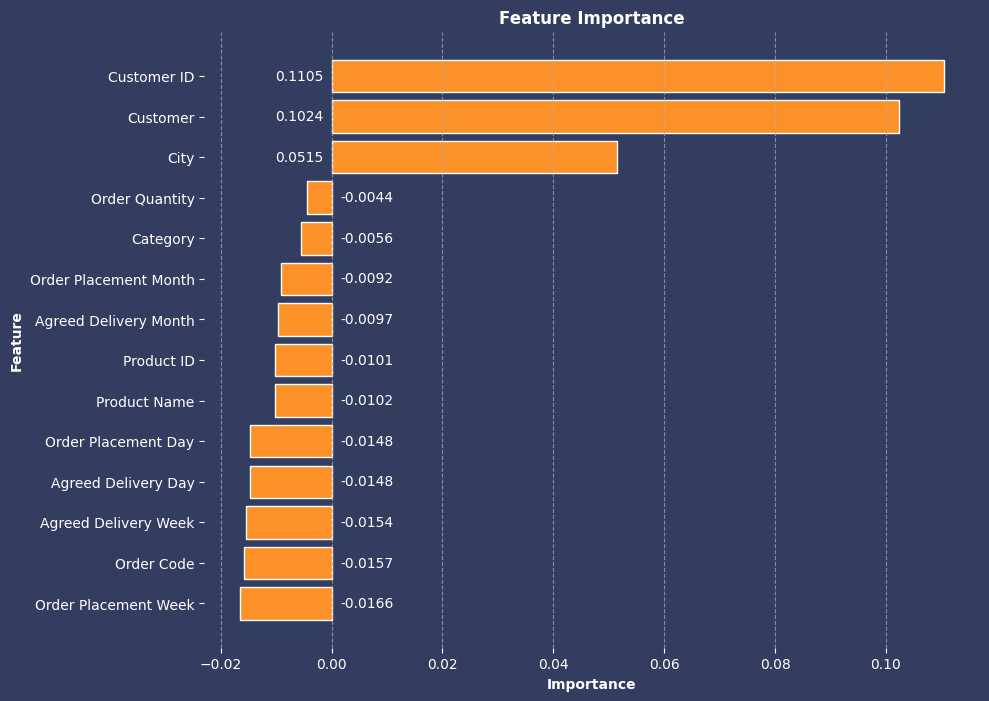 Feature Importance
Customer ID 0.1105
Customer 0.1024
City 0.0515
Order Quantity -0.0044
Category -0.0056
Order Placement Month -0.0092
Agreed Delivery Month -0.0097
Product ID -0.0101
Product Name -0.0102
Order Placement Day -0.0148
Agreed Delivery Day -0.0148
Agreed Delivery Week -0.0154
Order Code -0.0157
Order Placement Week -0.0166
Feature
−0.02 0.00 0.02 0.04 0.06 0.08 0.10
Importance